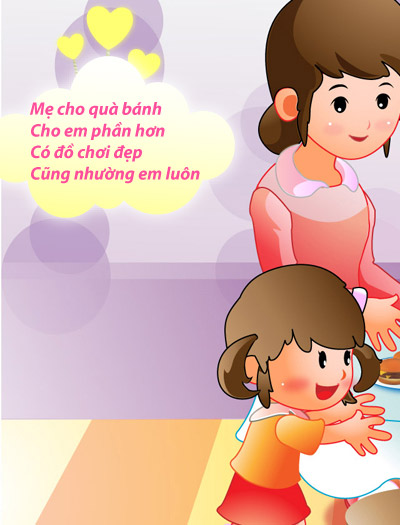 Mẹ cho quà bánh
Cho em phần hơn
Có đồ chơi đẹp
Cũng nhường em luôn